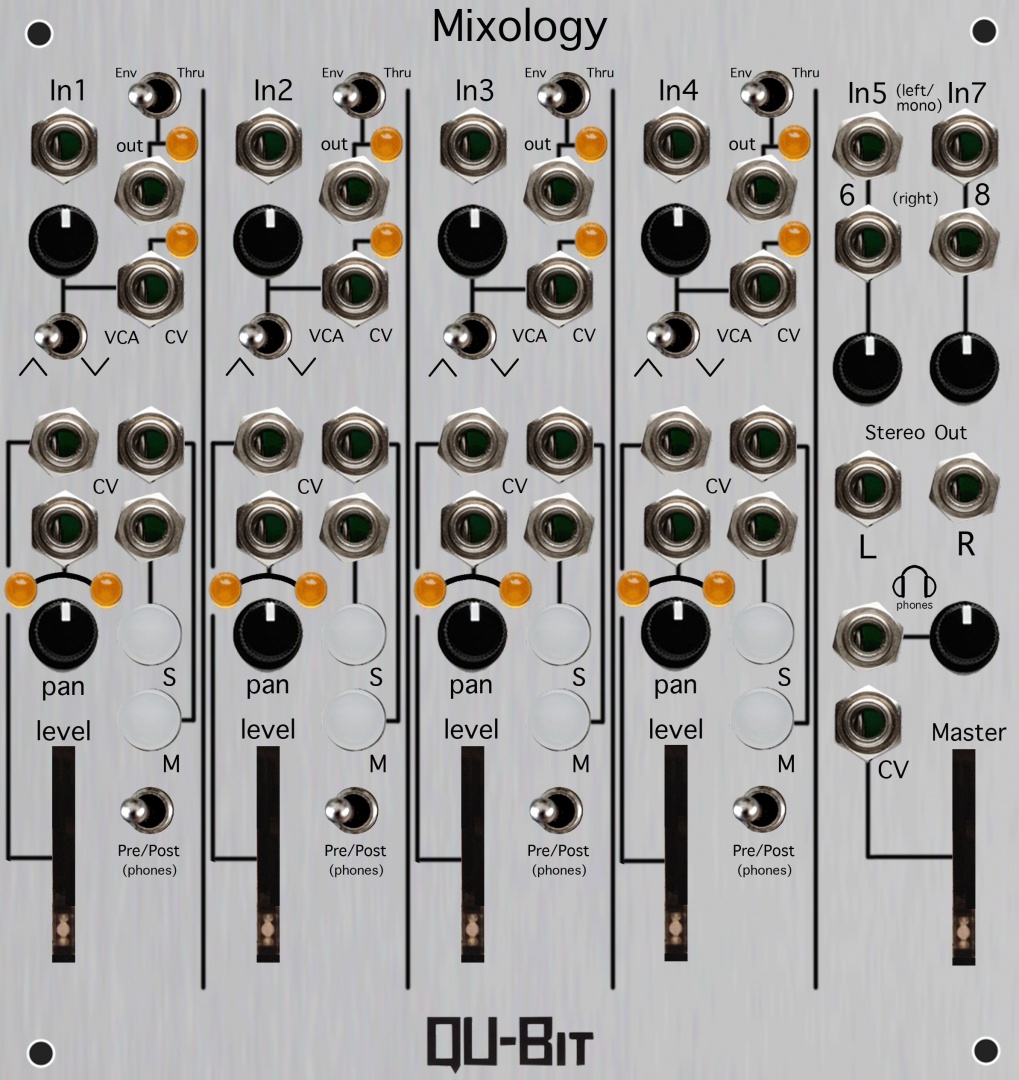 Mixology
Env Thru
In1
out
VCA CV
CV
S
pan
level
M
Pre/Post
(phones)
Env Thru
In2
out
VCA CV
CV
S
pan
level
M
Pre/Post
(phones)
Env Thru
In3
out
VCA CV
CV
S
pan
level
M
Pre/Post
(phones)
Env Thru
In4
out
VCA CV
CV
S
pan
level
M
Pre/Post
(phones)
In5 (left/ In7
mono)
6 (right) 8
Stereo Out
L R
phones
Master
CV
QU-BIT